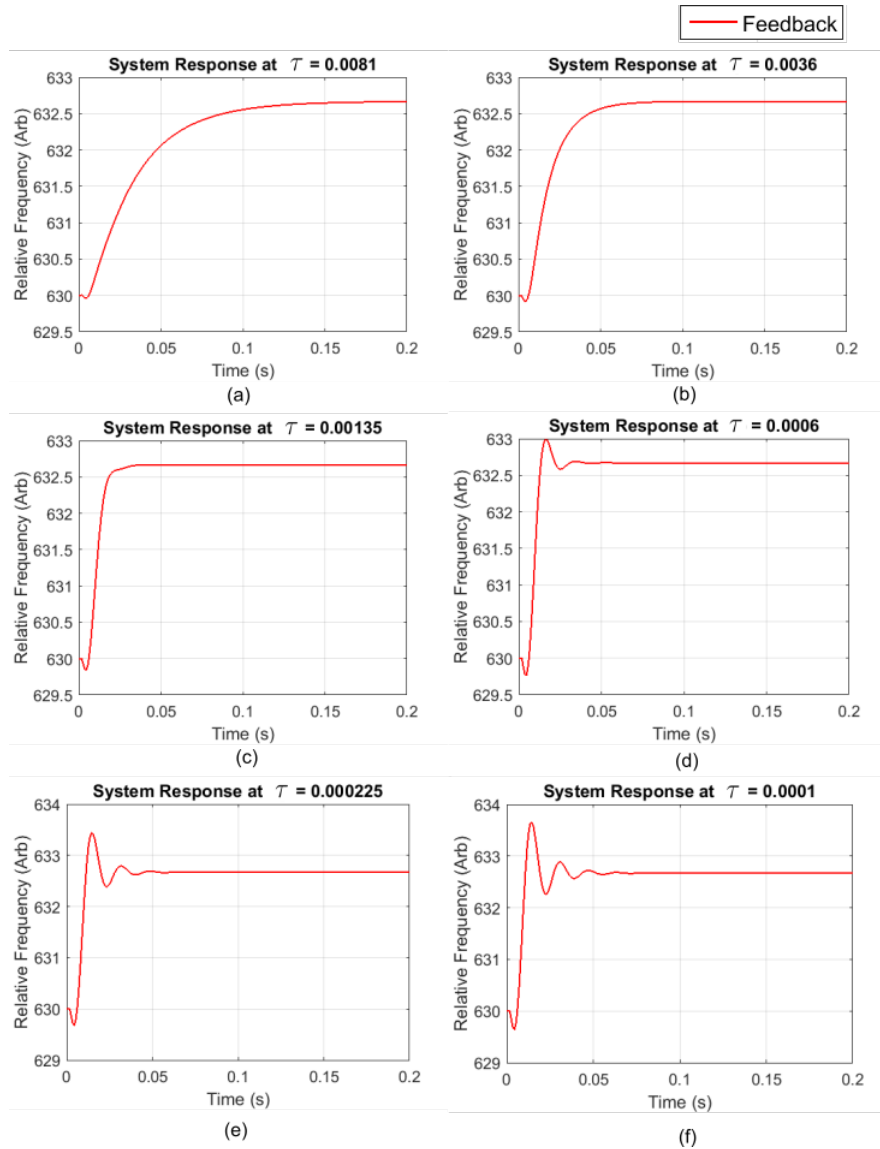 Feedback
System Response at τ = 0.0081
633
632.5
632
631.5
631
630.5
630
629.5
Relative Frequency (Arb)
0 0.05 0.1 0.15 0.2
Time (s)
(a)
System Response at τ = 0.0036
633
632.5
632
631.5
631
630.5
630
629.5
Relative Frequency (Arb)
0 0.05 0.1 0.15 0.2
Time (s)
(b)
System Response at τ = 0.00135
633
632.5
632
631.5
631
630.5
630
629.5
Relative Frequency (Arb)
0 0.05 0.1 0.15 0.2
Time (s)
(c)
System Response at τ = 0.0006
633
632.5
632
631.5
631
630.5
630
629.5
Relative Frequency (Arb)
0 0.05 0.1 0.15 0.2
Time (s)
(d)
System Response at τ = 0.000225
634
633
632
631
630
629
Relative Frequency (Arb)
0 0.05 0.1 0.15 0.2
Time (s)
(e)
System Response at τ = 0.0001
634
633
632
631
630
629
Relative Frequency (Arb)
0 0.05 0.1 0.15 0.2
Time (s)
(f)